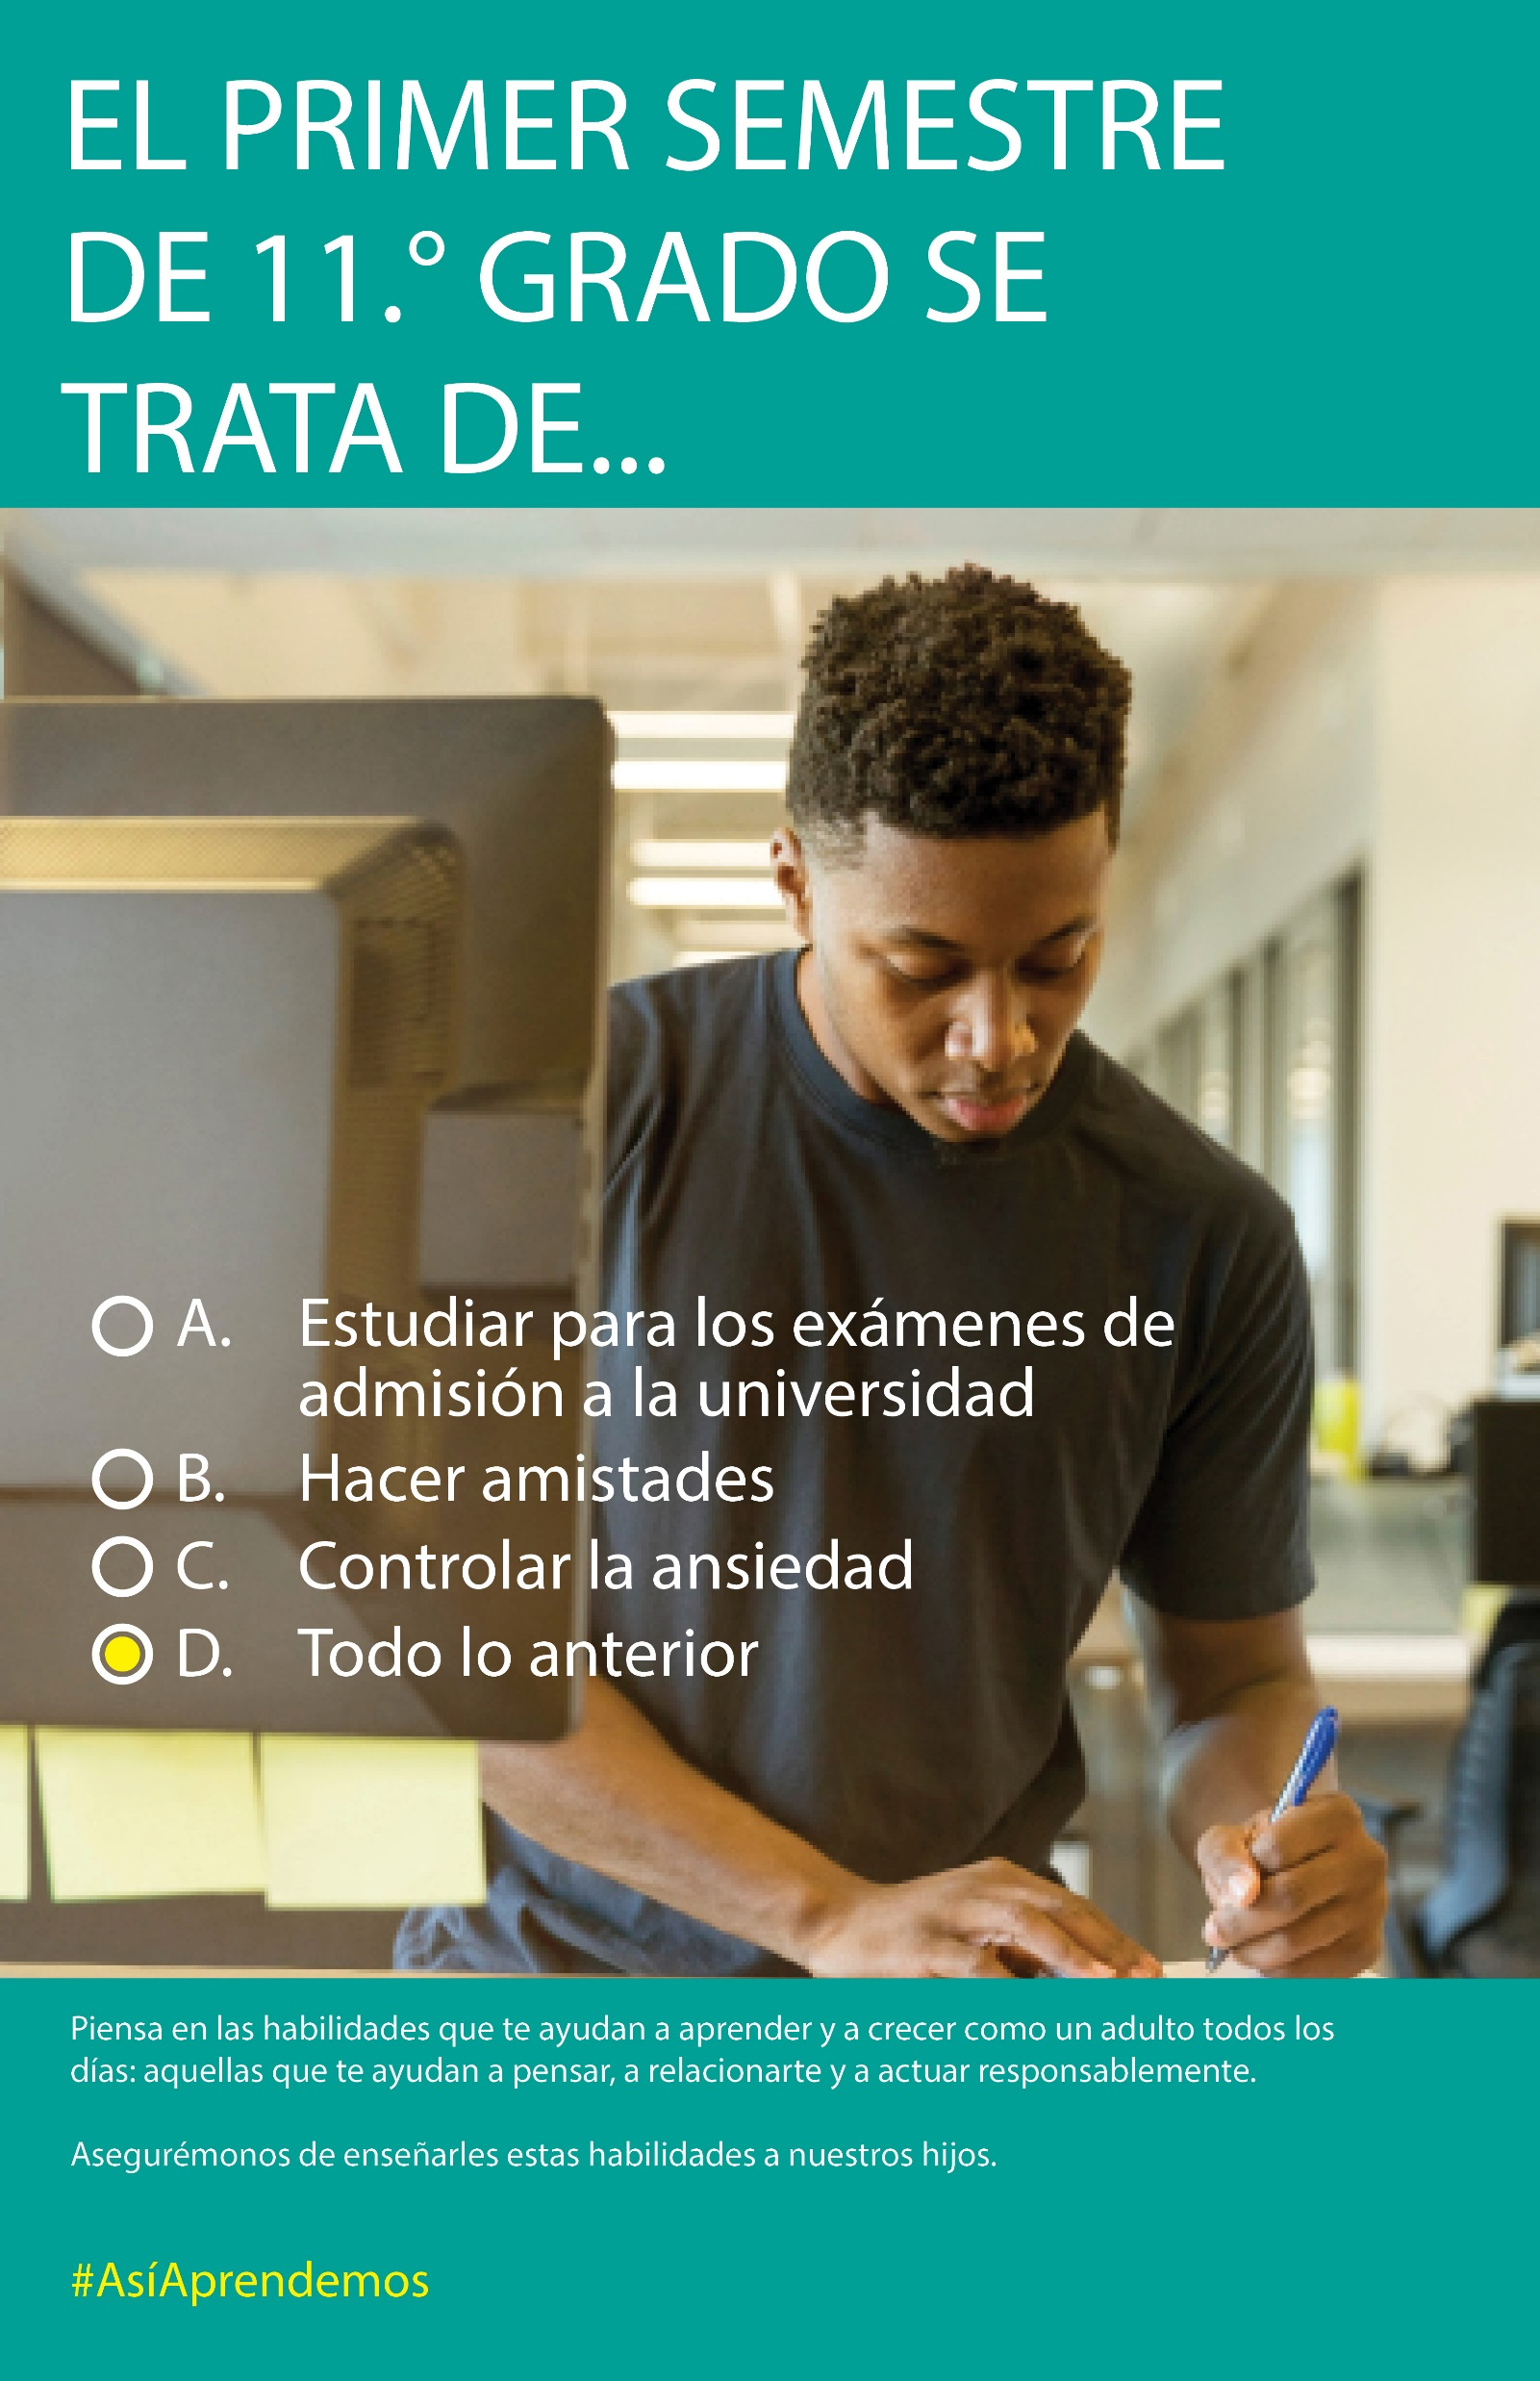 EL PRIMER SEMESTRE
DE 11.° GRADO SE
TRATA DE...
A. Estudiar para los exámenes de
admisión a la universidad
B. Hacer amistades
C. Controlar la ansiedad
D. Todo lo anterior
Piensa en las habilidades que te ayudan a aprender y a crecer como un adulto todos los
días: aquellas que te ayudan a pensar, a relacionarte y a actuar responsablemente.
Asegurémonos de enseñarles estas habilidades a nuestros hijos.
#AsíAprendemos